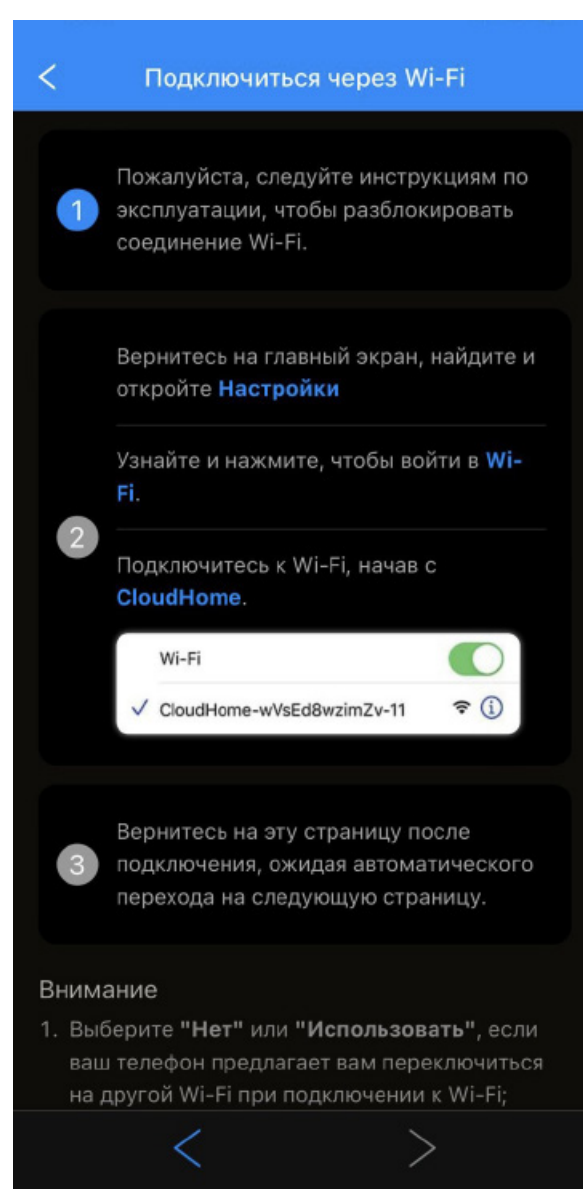 Подключиться через Wi-Fi
1
Пожалуйста, следуйте инструкциям по
эксплуатации, чтобы разблокировать
соединение Wi-Fi.
2
Вернитесь на главный экран, найдите и
откройте Настройки
Узнайте и нажмите, чтобы войти в Wi-
Fi.
Подключитесь к Wi-Fi, начав с
CloudHome.
Wi-Fi
CloudHome-wVsEd8wzimZv-11
3
Вернитесь на эту страницу после
подключения, ожидая автоматического
перехода на следующую страницу.
Внимание
1. Выберите "Нет" или "Использовать", если
ваш телефон предлагает вам переключиться
на другой Wi-Fi при подключении к Wi-Fi;